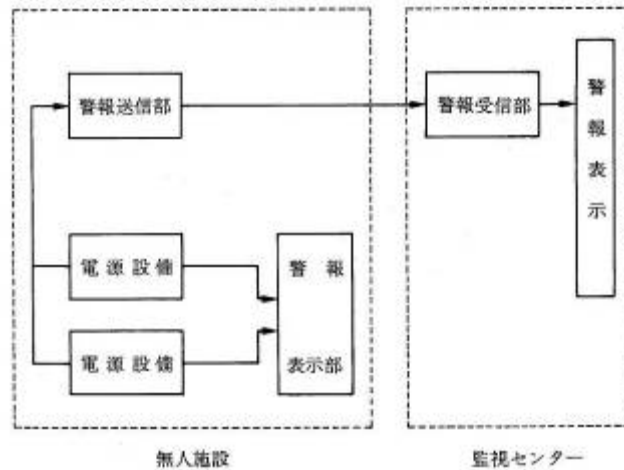 警報送信部
警報受信部
警報表示
電源設備
警報
表示部
電源設備
無人施設
監視センター